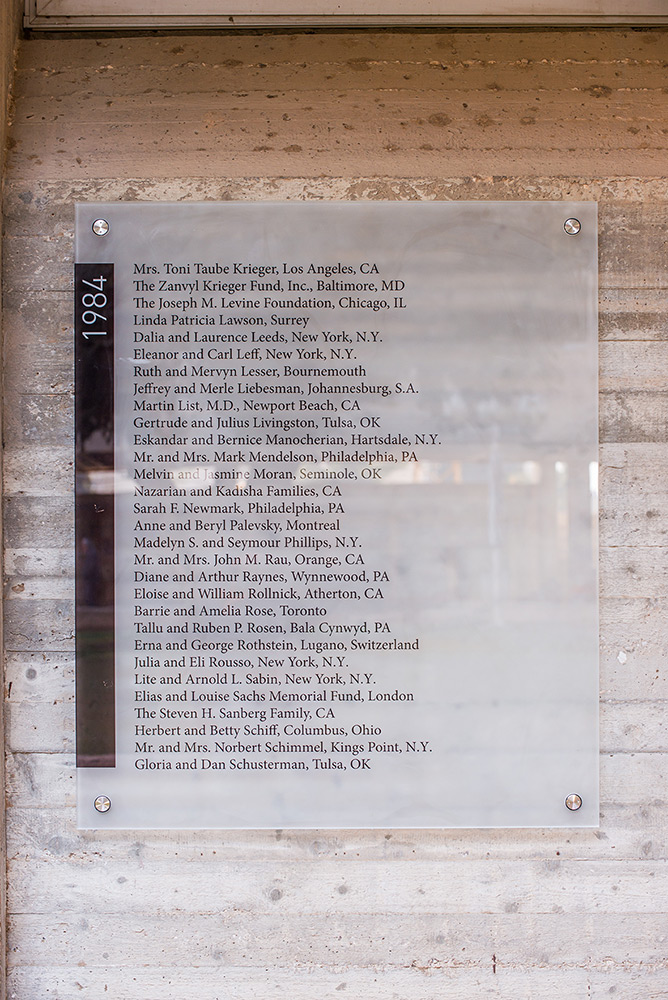 1984
Mrs. Toni Taube Krieger, Los Angeles, CA
The Zanvyl Krieger Fund, Inc., Baltimore, MD
The Joseph M. Levine Foundation, Chicago, IL
Linda Patricia Lawson, Surrey
Dalia and Laurence Leeds, New York, N.Y.
Eleanor and Carl Leff, New York, N.Y.
Ruth and Mervyn Lesser, Bournemouth
Jeffrey and Merle Liebesman, Johannesburg, S.A.
Martin List, M.D., Newport Beach, CA
Gertrude and Julius Livingston, Tulsa, OK
Eskandar and Bernice Manocherian, Hartsdale, N.Y.
Mr. and Mrs. Mark Mendelson, Philadelphia, PA
Melvin and Jasmine Moran, Seminole, OK
Nazarian and Kadisha Families, CA
Sarah F. Newmark, Philadelphia, PA
Anne and Beryl Palevsky, Montreal
Madelyn S. and Seymour Phillips, N.Y.
Mr. and Mrs. John M. Rau, Orange, CA
Diane and Arthur Raynes, Wynnewood, PA
Eloise and William Rollnick, Atherton, CA
Barrie and Amelia Rose, Toronto
Tallu and Ruben P. Rosen, Bala Cynwyd, PA
Erna and George Rothstein, Lugano, Switzerland
Julia and Eli Rousso, New York, N.Y.
Lite and Arnold L. Sabin, New York, N.Y.
Elias and Louise Sachs Memorial Fund, London
The Steven H. Sanberg Family, CA
Herbert and Betty Schiff, Columbus, Ohio
Mr. and Mrs. Norbert Schimmel, Kings Point, N.Y.
Gloria and Dan Schusterman, Tulsa, OK